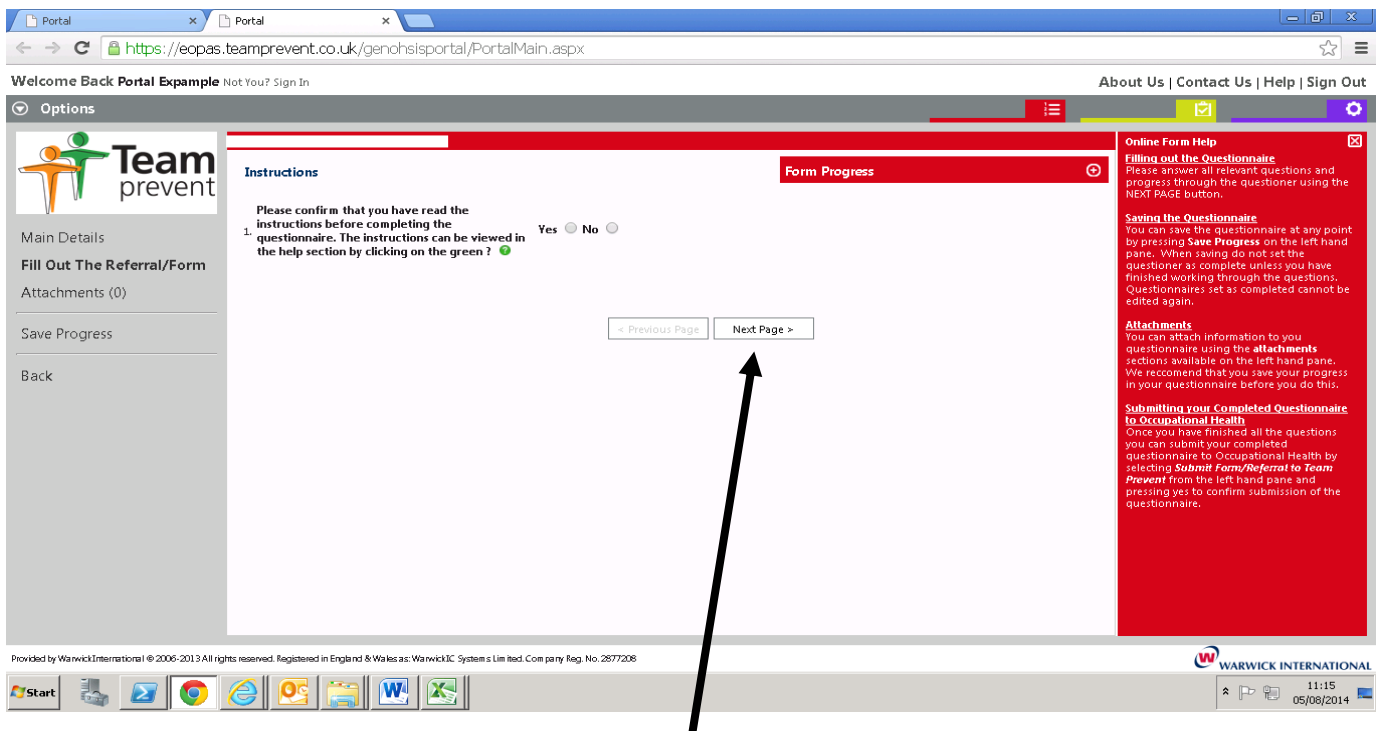 Portal × Portal ×
https://eopas.teamprevent.co.uk/genohsisportal/PortalMain.aspx
Welcome Back Portal Expample Not You? Sign In
About Us | Contact Us | Help | Sign Out
Options
Team
prevent
Main Details
Fill Out The Referral/Form
Attachments (0)
Save Progress
Back
Instructions
Form Progress
1. Please confirm that you have read the
instructions before completing the
questionnaire. The instructions can be viewed in
the help section by clicking on the green ? ?
Yes No
< Previous Page
Next Page >
Online Form Help
Filling out the Questionnaire
Please answer all relevant questions and
progress through the questioner using the
NEXT PAGE button.
Saving the Questionnaire
You can save the questionnaire at any point
by pressing Save Progress on the left hand
pane. When saving do not set the
questioner as complete unless you have
finished working through the questions.
Questionnaires set as completed cannot be
edited again.
Attachments
You can attach information to you
questionnaire using the attachments
sections available on the left hand pane.
We reccomend that you save your progress
in your questionnaire before you do this.
Submitting your Completed Questionnaire
to Occupational Health
Once you have finished all the questions
you can submit your completed
questionnaire to Occupational Health by
selecting Submit Form/Referral to Team
Prevent from the left hand pane and
pressing yes to confirm submission of the
questionnaire.
Provided by WarwickInternational © 2006-2013 All rights reserved. Registered in England & Wales as: WarwickIC Systems Limited. Company Reg. No. 2877208
W WARWICK INTERNATIONAL
Start
11:15
05/08/2014